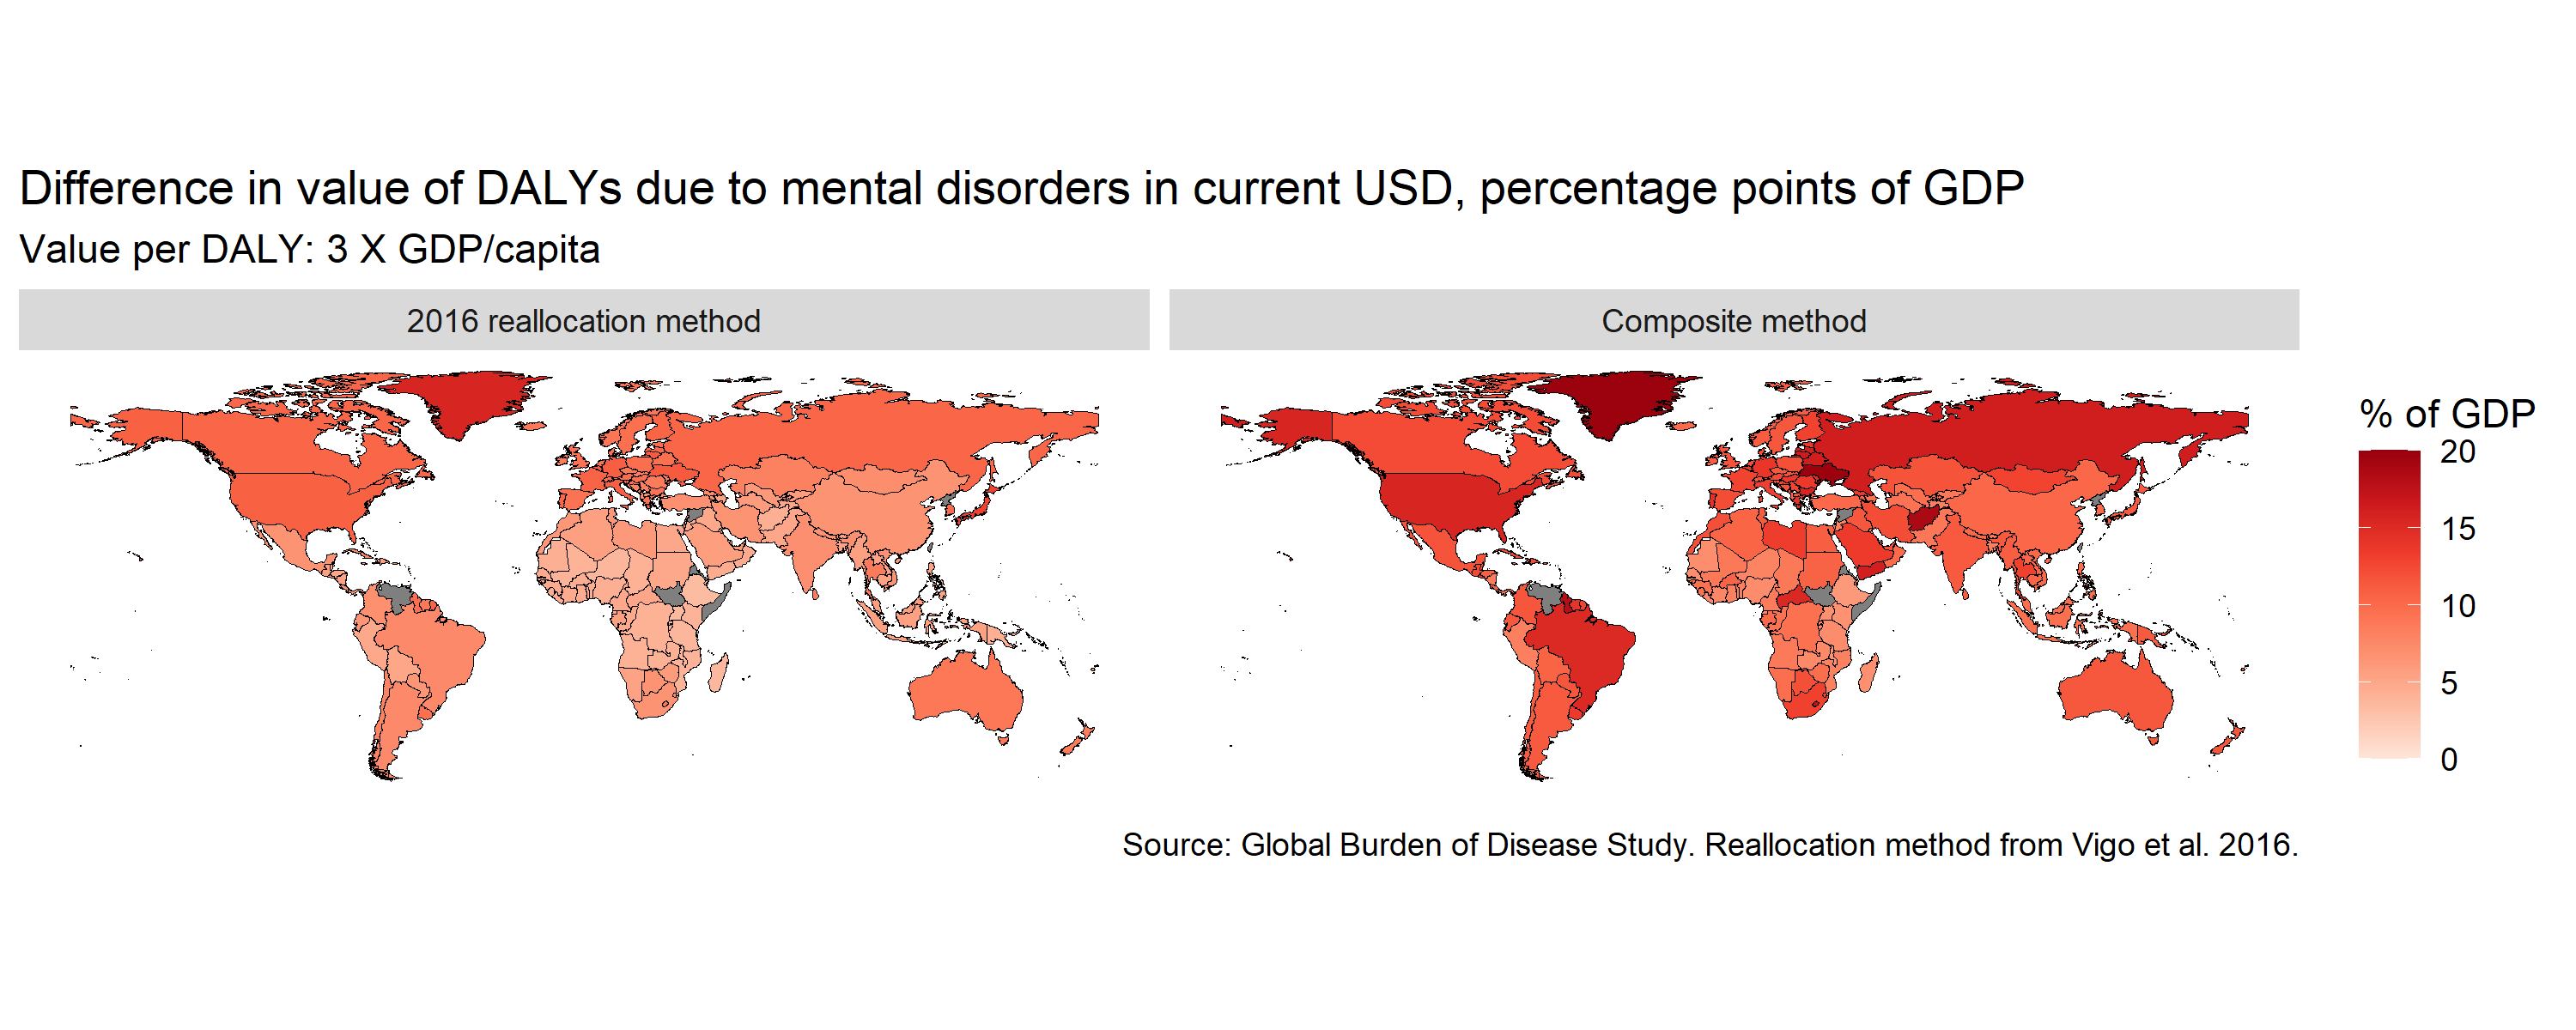 Difference in value of DALYs due to mental disorders in current USD, percentage points of GDP
Value per DALY: 3 X GDP/capita
2016 reallocation method
Composite method
% of GDP
20
15
10
5
0
Source: Global Burden of Disease Study. Reallocation method from Vigo et al. 2016.